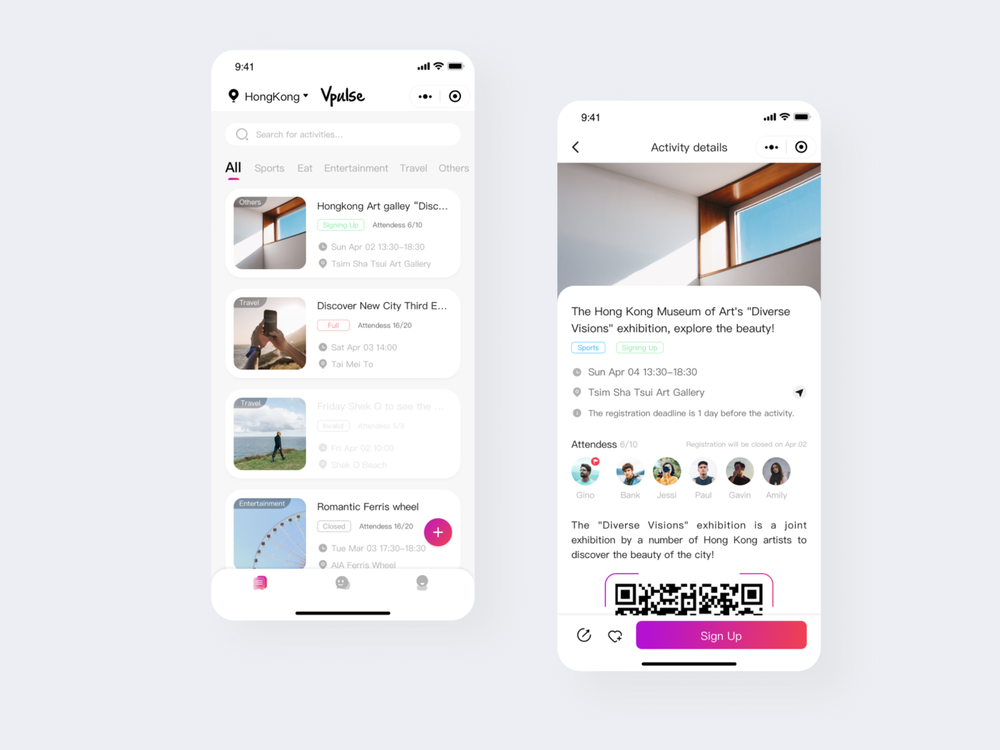 9:41
HongKong
Vpulse
Search for activities...
All Sports Eat Entertainment Travel Others
Others
Hongkong Art galley "Disc...
Signing Up Attendess 6/10
Sun Apr 02 13:30-18:30
Tsim Sha Tsui Art Gallery
Travel
Discover New City Third E...
Full Attendess 16/20
Sat Apr 03 14:00
Tai Mei To
Travel
Friday Shek O to see the ...
Invalid Attendess 5/8
Fri Apr 02 10:00
Shek O Beach
Entertainment
Romantic Ferris wheel
Closed Attendess 16/20
Tue Mar 03 17:30-18:30
AIA Ferris Wheel
9:41
Activity details
The Hong Kong Museum of Art's "Diverse
Visions" exhibition, explore the beauty!
Sports Signing Up
Sun Apr 04 13:30-18:30
Tsim Sha Tsui Art Gallery
The registration deadline is 1 day before the activity.
Attendess 6/10 Registration will be closed on Apr.02
Gino Bank Jessi Paul Gavin Amily
The "Diverse Visions" exhibition is a joint
exhibition by a number of Hong Kong artists to
discover the beauty of the city!
Sign Up